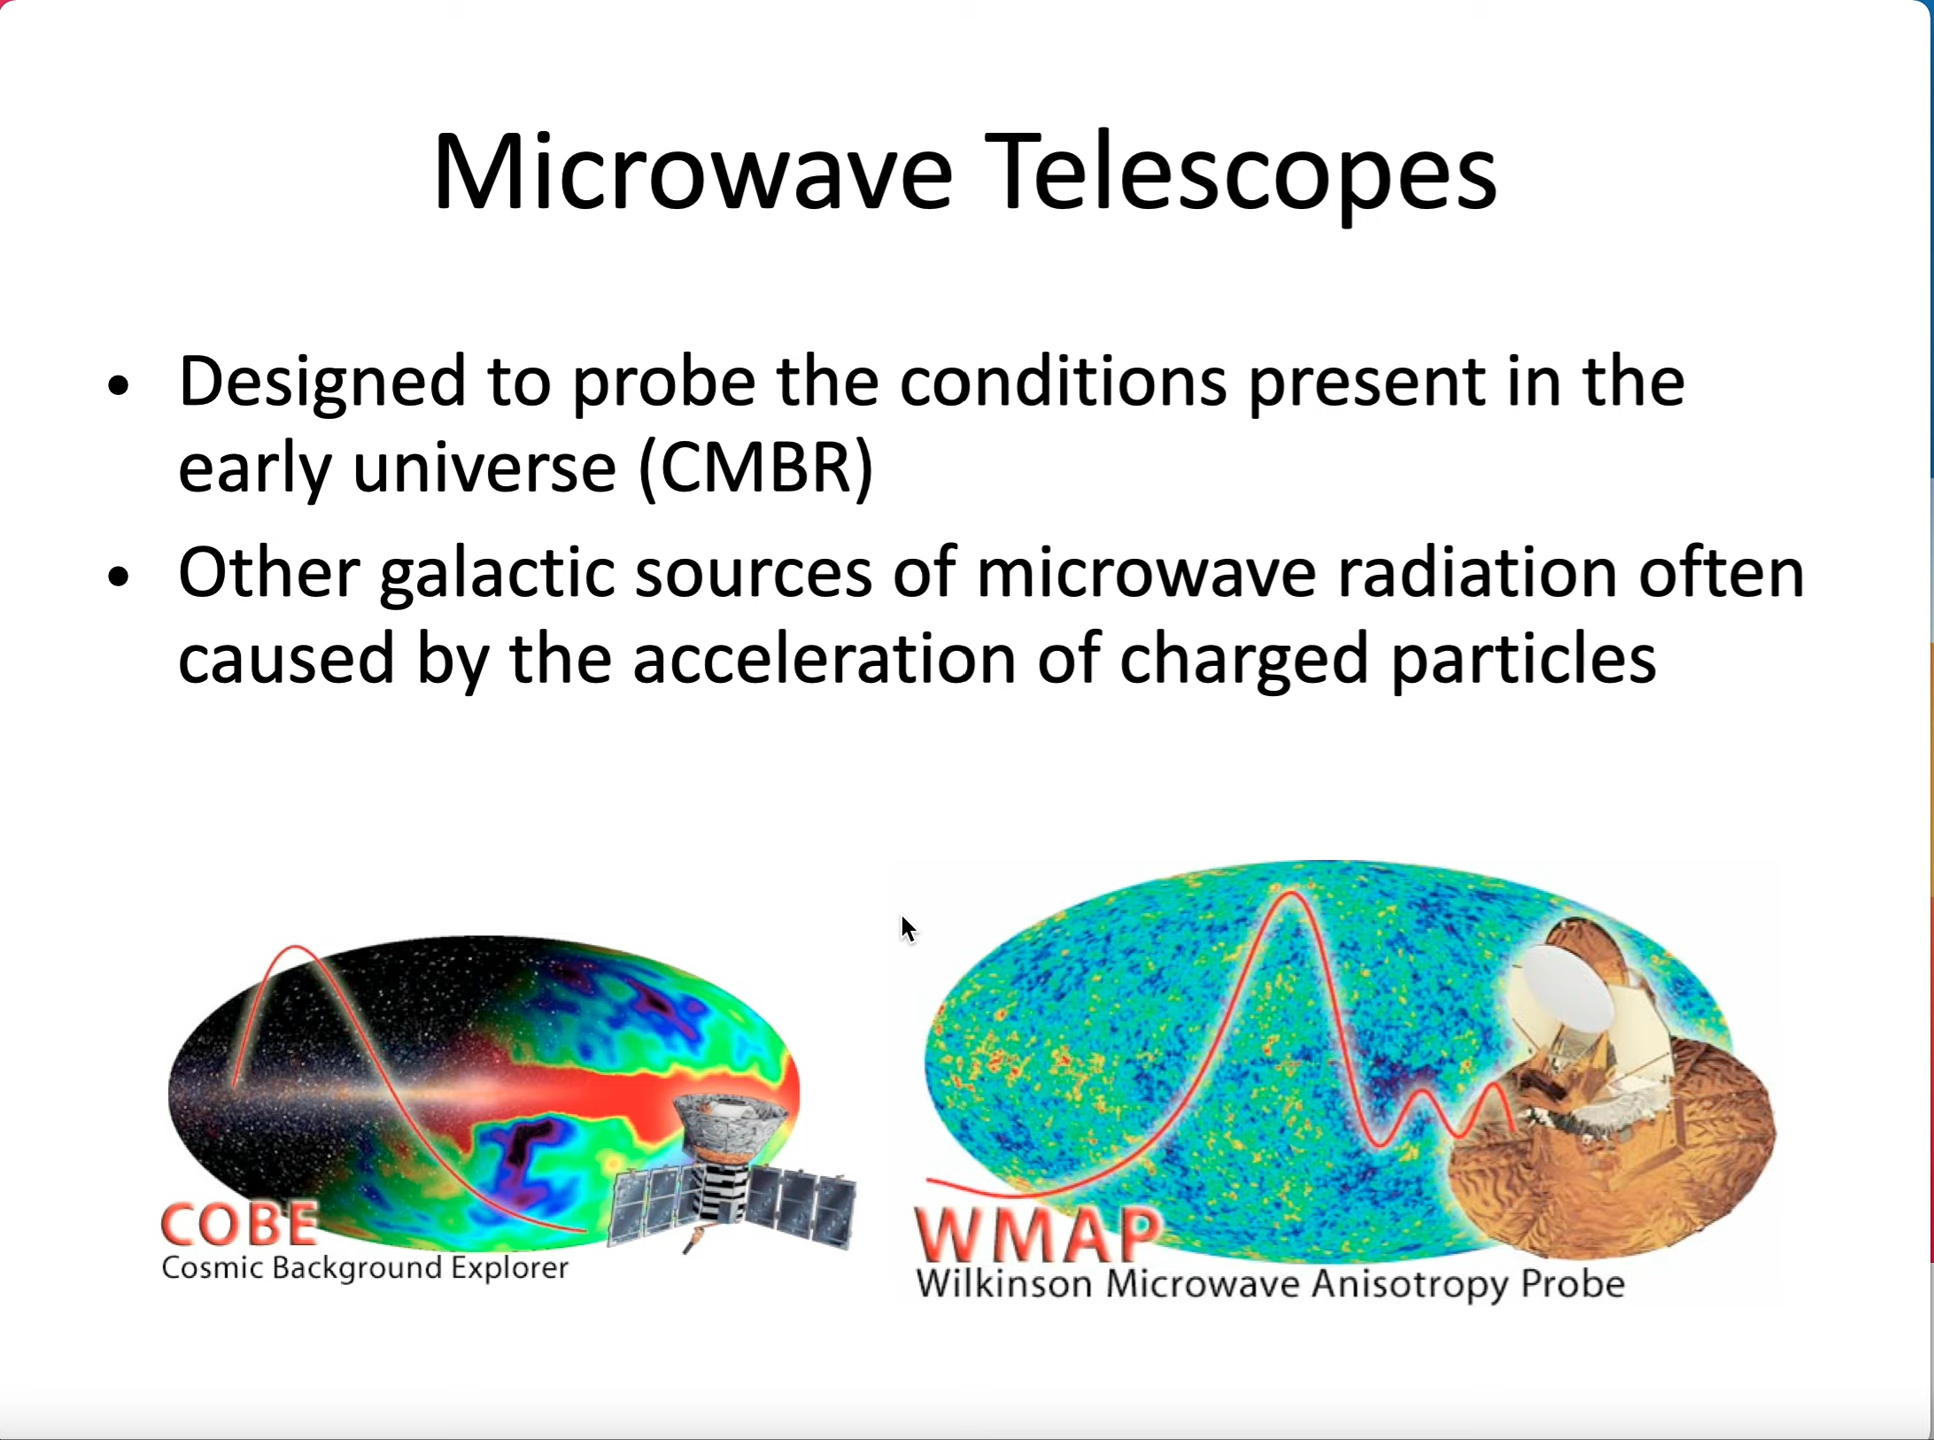 Microwave Telescopes
• Designed to probe the conditions present in the
early universe (CMBR)
• Other galactic sources of microwave radiation often
caused by the acceleration of charged particles
COBE
Cosmic Background Explorer
WMAP
Wilkinson Microwave Anisotropy Probe